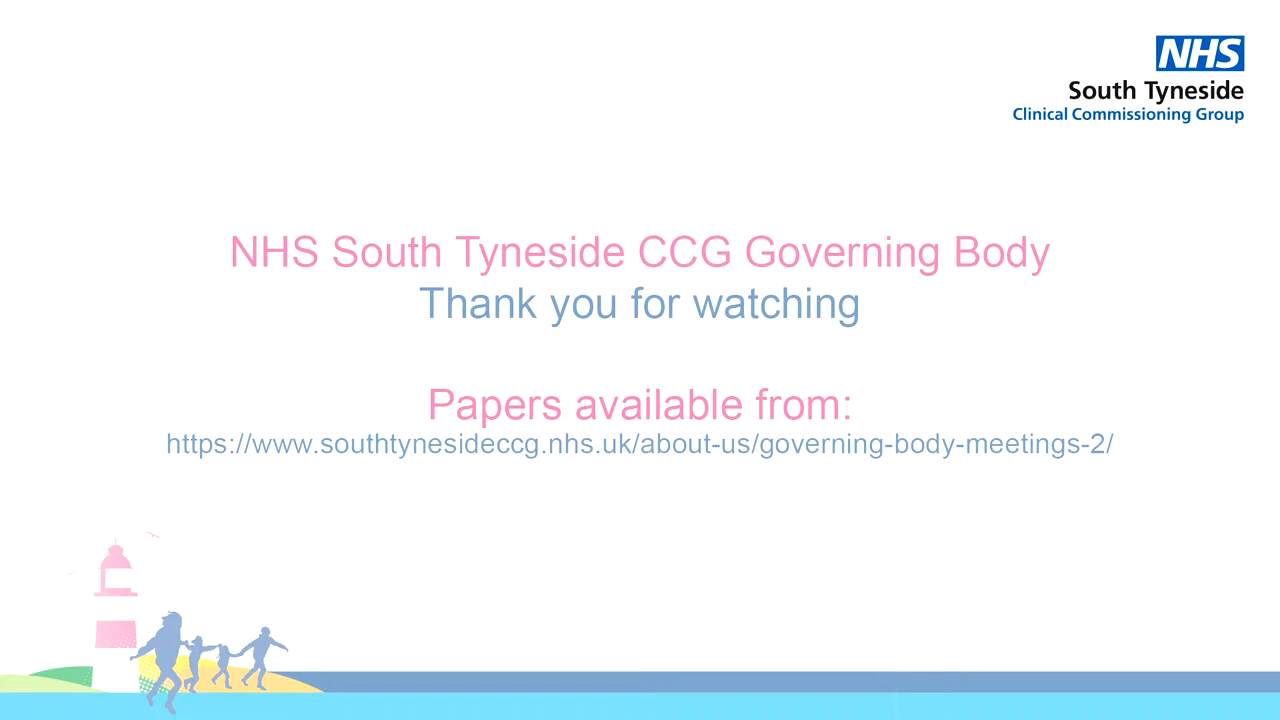 NHS
South Tyneside
Clinical Commissioning Group
NHS South Tyneside CCG Governing Body
Thank you for watching
Papers available from:
https://www.southtynesideccg.nhs.uk/about-us/governing-body-meetings-2/